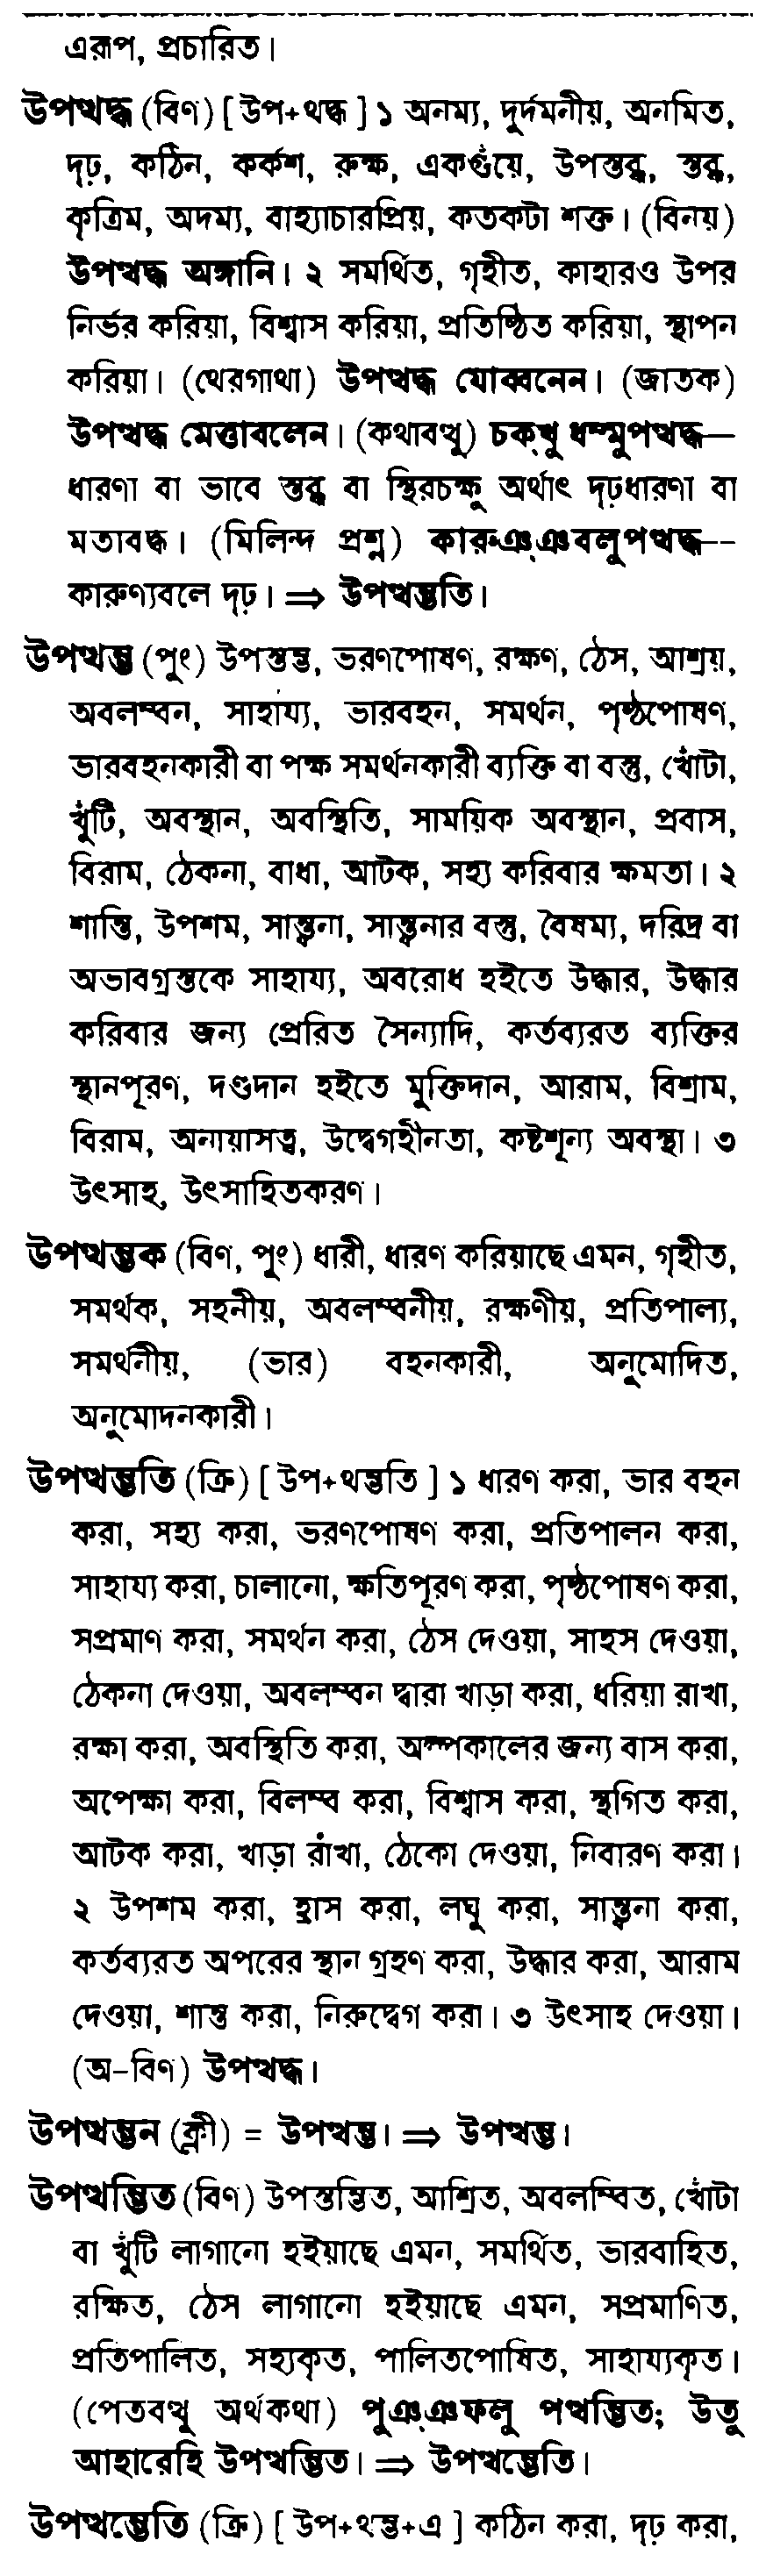 এরূপ, প্রচারিত।
উপত্থদ্ধ (বিণ) [ উপ+থদ্ধ ] ১ অনম্য, দুর্দমনীয়, অনমিত,
দৃঢ়, কঠিন, কর্কশ, রুক্ষ, একগুঁয়ে, উপস্তব্ধ, স্তব্ধ,
কৃত্রিম, অদম্য, বাহ্যাচারপ্রিয়, কতকটা শক্ত। (বিনয়)
উপত্থদ্ধ অঙ্গানি। ২ সমর্থিত, গৃহীত, কাহারও উপর
নির্ভর করিয়া, বিশ্বাস করিয়া, প্রতিষ্ঠিত করিয়া, স্থাপন
করিয়া। (থেরগাথা) উপত্থদ্ধ যোব্বনেন। (জাতক)
উপত্থদ্ধ মেত্তাবলেন। (কথাবত্থু) চক্খু ধম্মুপত্থদ্ধ—
ধারণা বা ভাবে স্তব্ধ বা স্থিরচক্ষু অর্থাৎ দৃঢ়ধারণা বা
মতাবদ্ধ। (মিলিন্দ প্রশ্ন) কারুঞ্ঞবলুপত্থদ্ধ--
কারুণ্যবলে দৃঢ়। ⇒ উপত্থম্ভতি।
উপত্থম্ভ (পুং) উপস্তম্ভ, ভরণপোষণ, রক্ষণ, ঠেস, আশ্রয়,
অবলম্বন, সাহায্য, ভারবহন, সমর্থন, পৃষ্ঠপোষণ,
ভারবহনকারী বা পক্ষ সমর্থনকারী ব্যক্তি বা বস্তু, খোঁটা,
খুঁটি, অবস্থান, অবস্থিতি, সাময়িক অবস্থান, প্রবাস,
বিরাম, ঠেকনা, বাধা, আটক, সহ্য করিবার ক্ষমতা। ২
শান্তি, উপশম, সান্ত্বনা, সান্ত্বনার বস্তু, বৈষম্য, দরিদ্র বা
অভাবগ্রস্তকে সাহায্য, অবরোধ হইতে উদ্ধার, উদ্ধার
করিবার জন্য প্রেরিত সৈন্যাদি, কর্তব্যরত ব্যক্তির
স্থানপূরণ, দণ্ডদান হইতে মুক্তিদান, আরাম, বিশ্রাম,
বিরাম, অনায়াসত্ব, উদ্বেগহীনতা, কষ্টশূন্য অবস্থা। ৩
উৎসাহ, উৎসাহিতকরণ।
উপত্থম্ভক (বিণ, পুং) ধারী, ধারণ করিয়াছে এমন, গৃহীত,
সমর্থক, সহনীয়, অবলম্বনীয়, রক্ষণীয়, প্রতিপাল্য,
সমর্থনীয়, (ভার) বহনকারী, অনুমোদিত,
অনুমোদনকারী।
উপত্থম্ভতি (ক্রি) [ উপ+থম্ভতি ] ১ ধারণ করা, ভার বহন
করা, সহ্য করা, ভরণপোষণ করা, প্রতিপালন করা,
সাহায্য করা, চালানো, ক্ষতিপূরণ করা, পৃষ্ঠপোষণ করা,
সপ্রমাণ করা, সমর্থন করা, ঠেস দেওয়া, সাহস দেওয়া,
ঠেকনা দেওয়া, অবলম্বন দ্বারা খাড়া করা, ধরিয়া রাখা,
রক্ষা করা, অবস্থিতি করা, অল্পকালের জন্য বাস করা,
অপেক্ষা করা, বিলম্ব করা, বিশ্বাস করা, স্থগিত করা,
আটক করা, খাড়া রাঁখা, ঠেকো দেওয়া, নিবারণ করা।
২ উপশম করা, হ্রাস করা, লঘু করা, সান্ত্বনা করা,
কর্তব্যরত অপরের স্থান গ্রহণ করা, উদ্ধার করা, আরাম
দেওয়া, শান্ত করা, নিরুদ্বেগ করা। ৩ উৎসাহ দেওয়া।
(অ-বিণ) উপত্থদ্ধ।
উপত্থম্ভন (ক্লী) = উপত্থম্ভ। ⇒ উপত্থম্ভ।
উপত্থম্ভিত (বিণ) উপস্তম্ভিত, আশ্রিত, অবলম্বিত, খোঁটা
বা খুঁটি লাগানো হইয়াছে এমন, সমর্থিত, ভারবাহিত,
রক্ষিত, ঠেস লাগানো হইয়াছে এমন, সপ্রমাণিত,
প্রতিপালিত, সহ্যকৃত, পালিতপোষিত, সাহায্যকৃত।
(পেতবত্থু অর্থকথা) পুঞ্ঞফলু পত্থম্ভিত; উতু
আহারেহি উপত্থম্ভিত। ⇒ উপত্থম্ভেতি।
উপত্থম্ভেতি (ক্রি) [ উপ+থম্ভ+এ ] কঠিন করা, দৃঢ় করা,